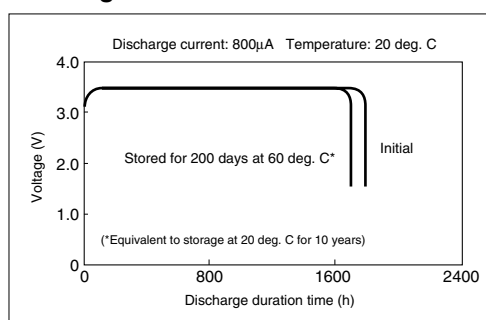 Discharge current: 800µA Temperature: 20 deg. C
4.0
3.0
2.0
1.0
0
Voltage (V)
Stored for 200 days at 60 deg. C*
Initial
(*Equivalent to storage at 20 deg. C for 10 years)
0 800 1600 2400
Discharge duration time (h)